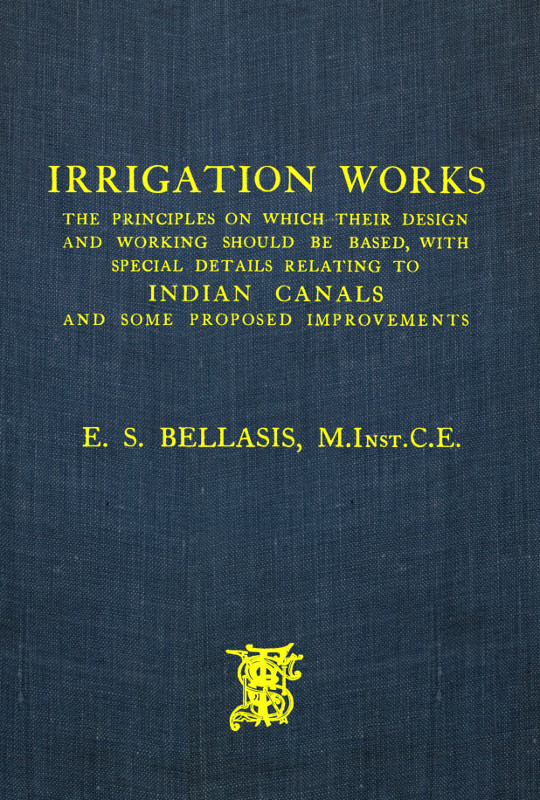 IRRIGATION WORKS
THE PRINCIPLES ON WHICH THEIR DESIGN
AND WORKING SHOULD BE BASED, WITH
SPECIAL DETAILS RELATING TO
INDIAN CANALS
AND SOME PROPOSED IMPROVEMENTS
E. S. BELLASIS, M.INST.C.E.